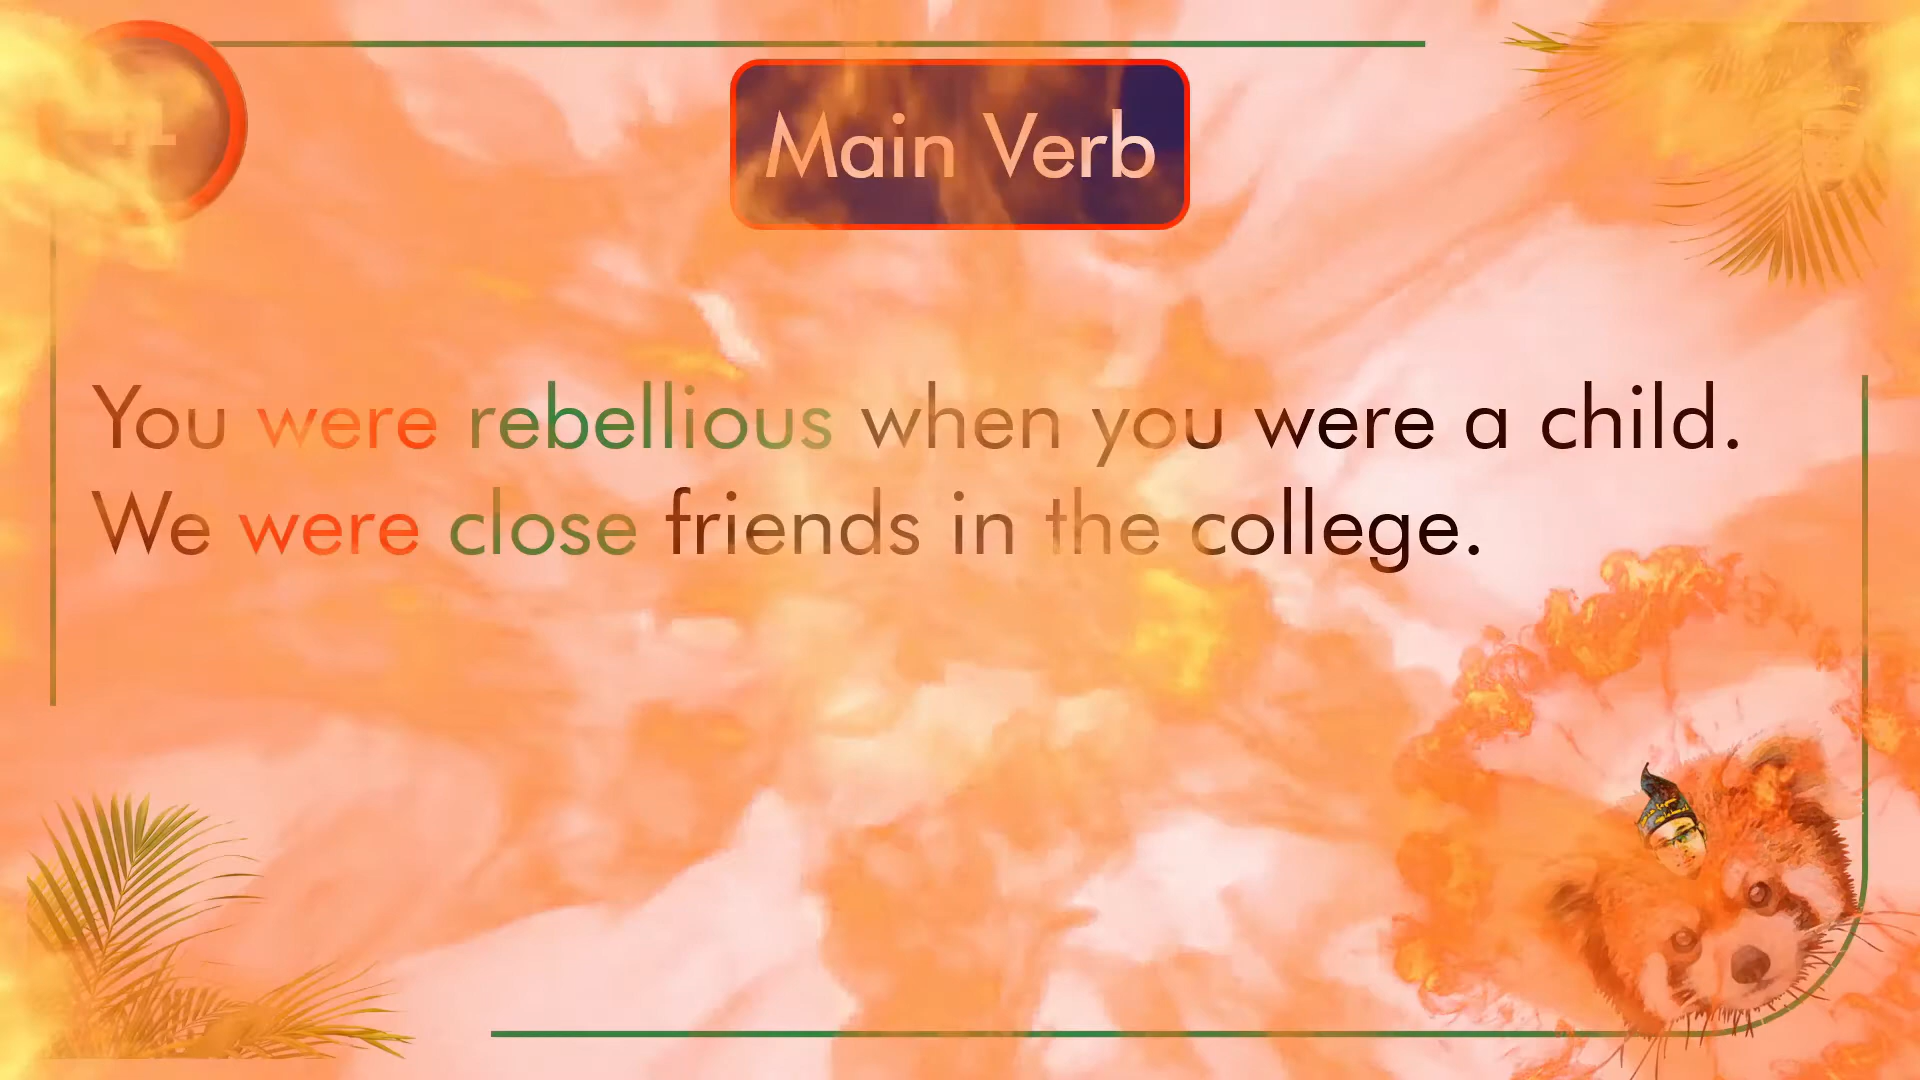 Main Verb
You were rebellious when you were a child.
We were close friends in the college.